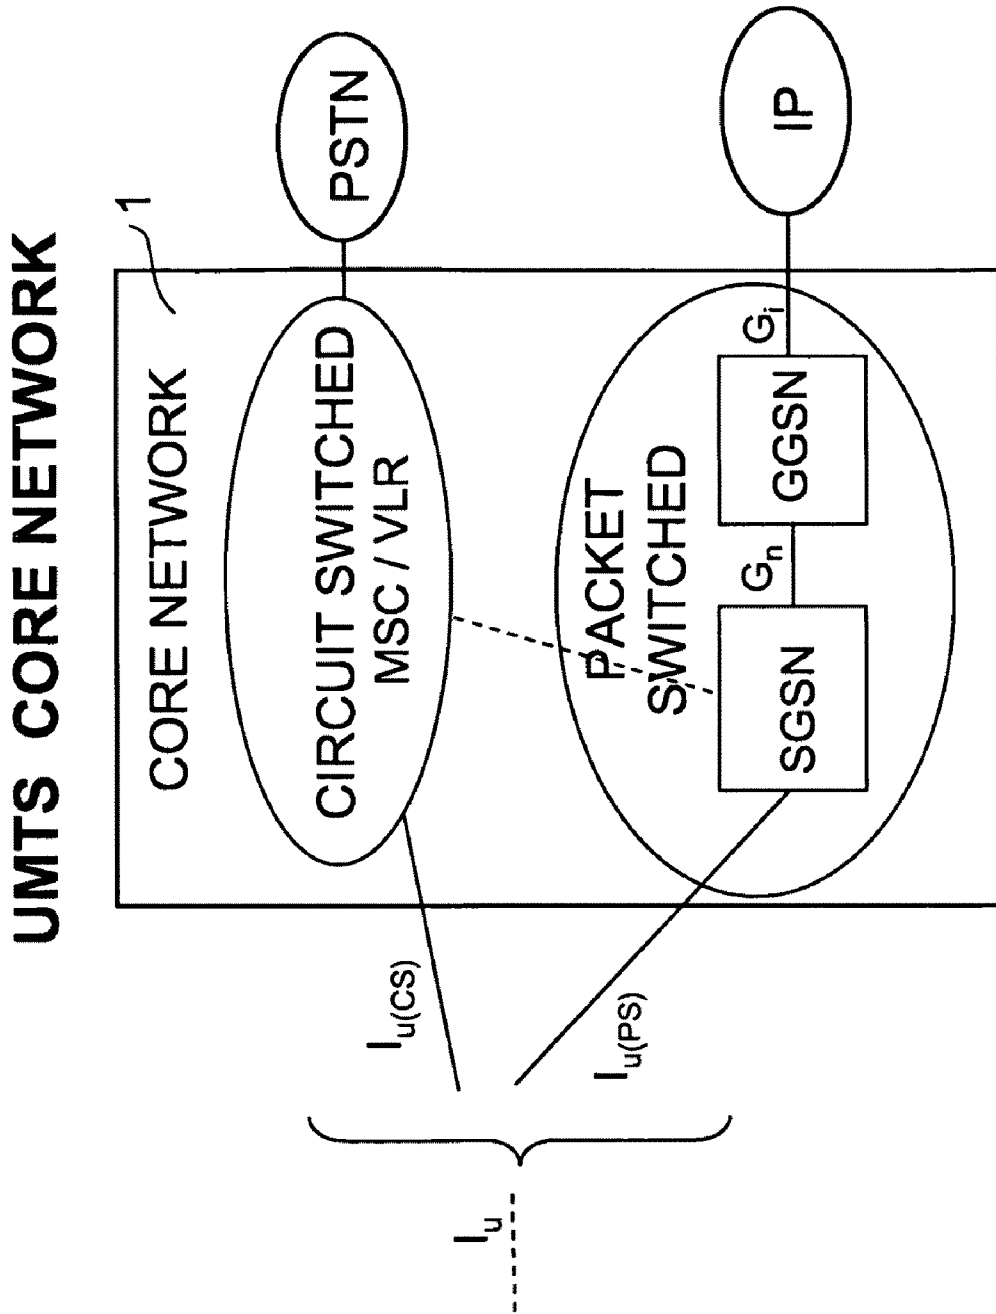 UMTS CORE NETWORK
CORE NETWORK
1
CIRCUIT SWITCHED
MSC / VLR
PSTN
PACKET
SWITCHED
SGSN
Gn
GGSN
Gi
IP
Iu(CS)
Iu(PS)
Iu